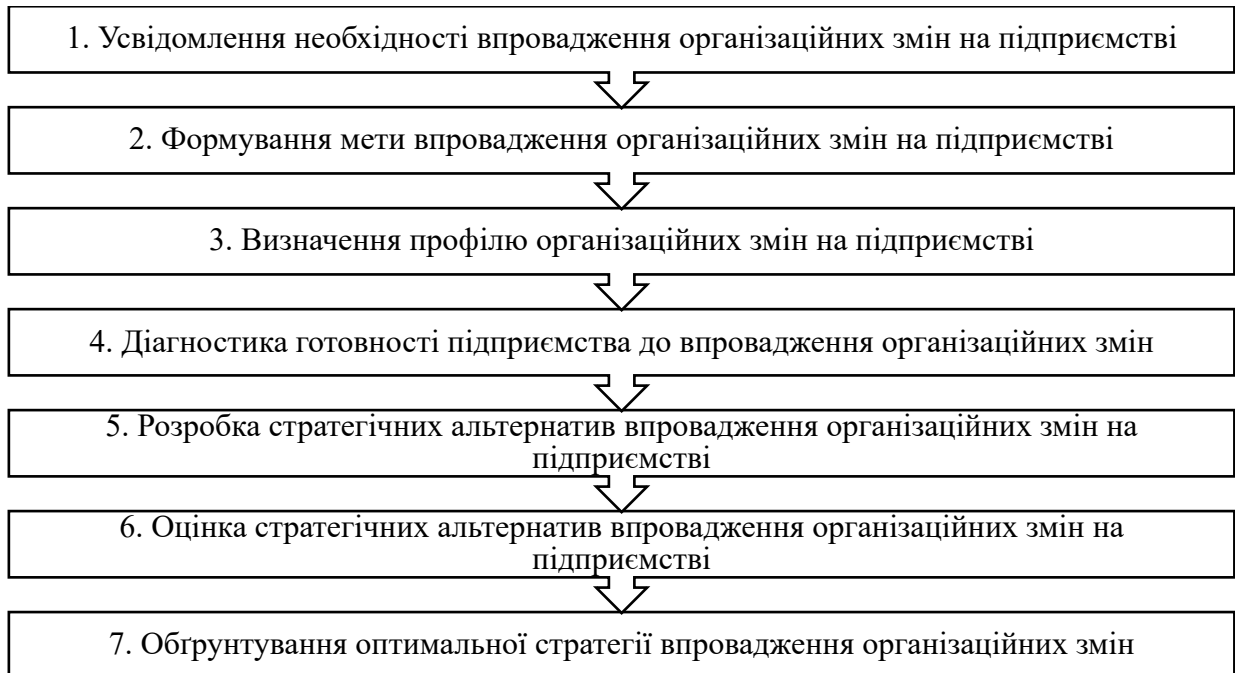 1. Усвідомлення необхідності впровадження організаційних змін на підприємстві
2. Формування мети впровадження організаційних змін на підприємстві
3. Визначення профілю організаційних змін на підприємстві
4. Діагностика готовності підприємства до впровадження організаційних змін
5. Розробка стратегічних альтернатив впровадження організаційних змін на
підприємстві
6. Оцінка стратегічних альтернатив впровадження організаційних змін на
підприємстві
7. Обґрунтування оптимальної стратегії впровадження організаційних змін